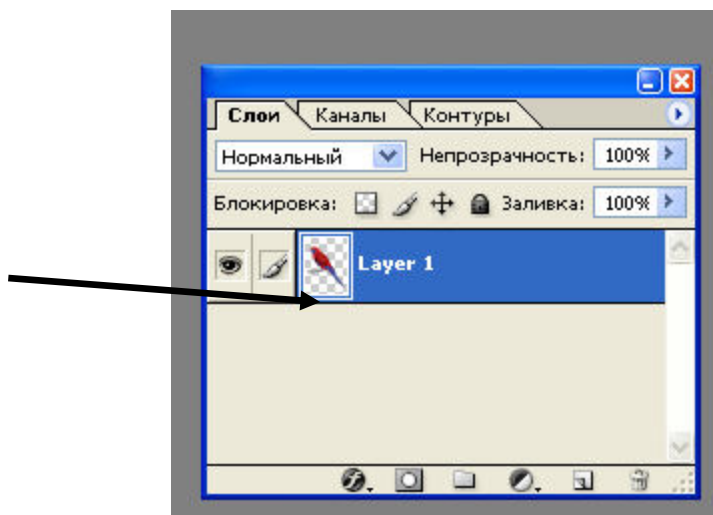 Слои Каналы Контуры
Нормальный Непрозрачность: 100%
Блокировка: Заливка: 100%
Layer 1